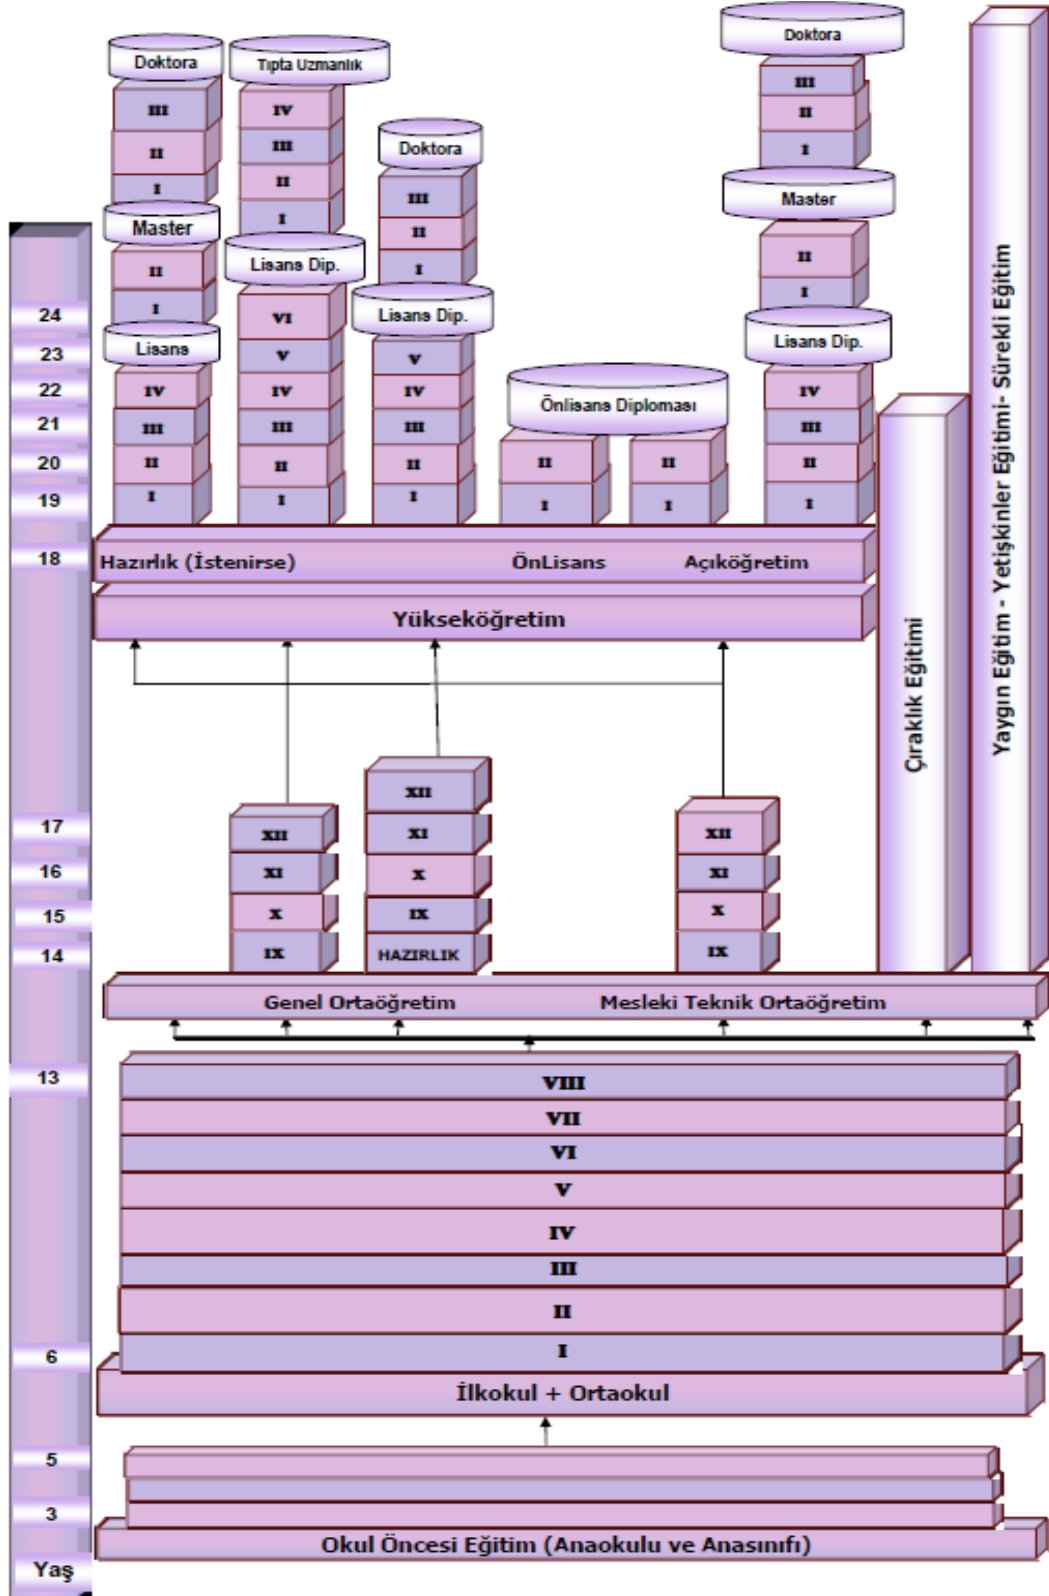 Doktora
III
II
I
Master
II
I
Lisans
IV
III
II
I
Tıpta Uzmanlık
IV
III
II
I
Lisans Dip.
VI
V
IV
III
II
I
Doktora
III
II
I
Lisans Dip.
V
IV
III
II
I
Önlisans Diploması
II
I
II
I
Doktora
III
II
I
Master
II
I
Lisans Dip.
IV
III
II
I
24
23
22
21
20
19
18
Hazırlık (İstenirse) ÖnLisans Açıköğretim
Yükseköğretim
Çıraklık Eğitimi
Yaygın Eğitim - Yetişkinler Eğitimi- Sürekli Eğitim
XII
XI
X
IX
XII
XI
X
IX
HAZIRLIK
XII
XI
X
IX
17
16
15
14
Genel Ortaöğretim Mesleki Teknik Ortaöğretim
13
VIII
VII
VI
V
IV
III
II
I
6
İlkokul + Ortaokul
5
3
Okul Öncesi Eğitim (Anaokulu ve Anasınıfı)
Yaş